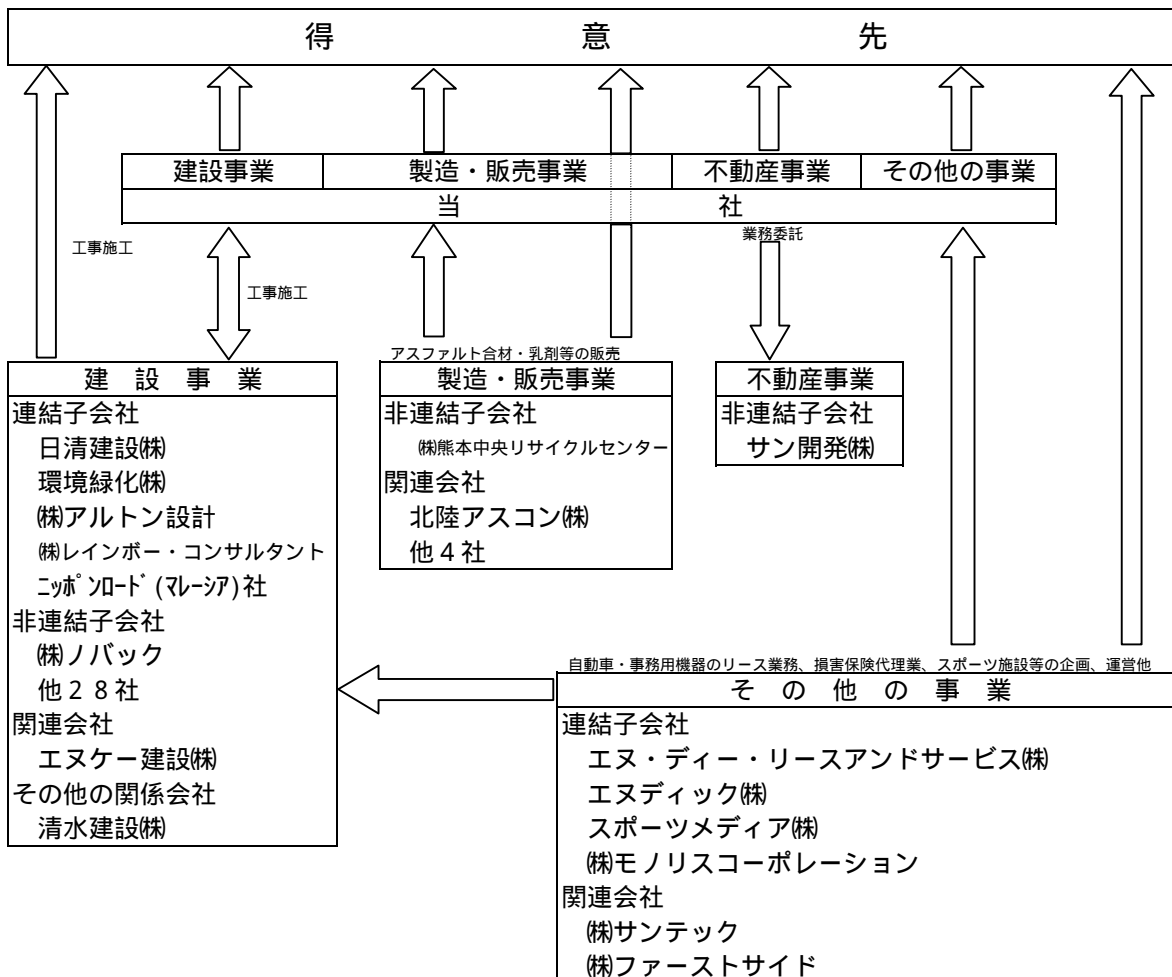 得意先
建設事業 製造・販売事業 不動産事業 その他の事業
当社
工事施工
工事施工
業務委託
アスファルト合材・乳剤等の販売
建設事業
連結子会社
日清建設㈱
環境緑化㈱
㈱アルトン設計
㈱レインボー・コンサルタント
ニッポンロード(マレーシア)社
非連結子会社
㈱ノバック
他28社
関連会社
エヌケー建設㈱
その他の関係会社
清水建設㈱
製造・販売事業
非連結子会社
㈱熊本中央リサイクルセンター
関連会社
北陸アスコン㈱
他4社
不動産事業
非連結子会社
サン開発㈱
自動車・事務用機器のリース業務、損害保険代理業、スポーツ施設等の企画、運営他
その他の事業
連結子会社
エヌ・ディー・リースアンドサービス㈱
エヌディック㈱
スポーツメディア㈱
㈱モノリスコーポレーション
関連会社
㈱サンテック
㈱ファーストサイド